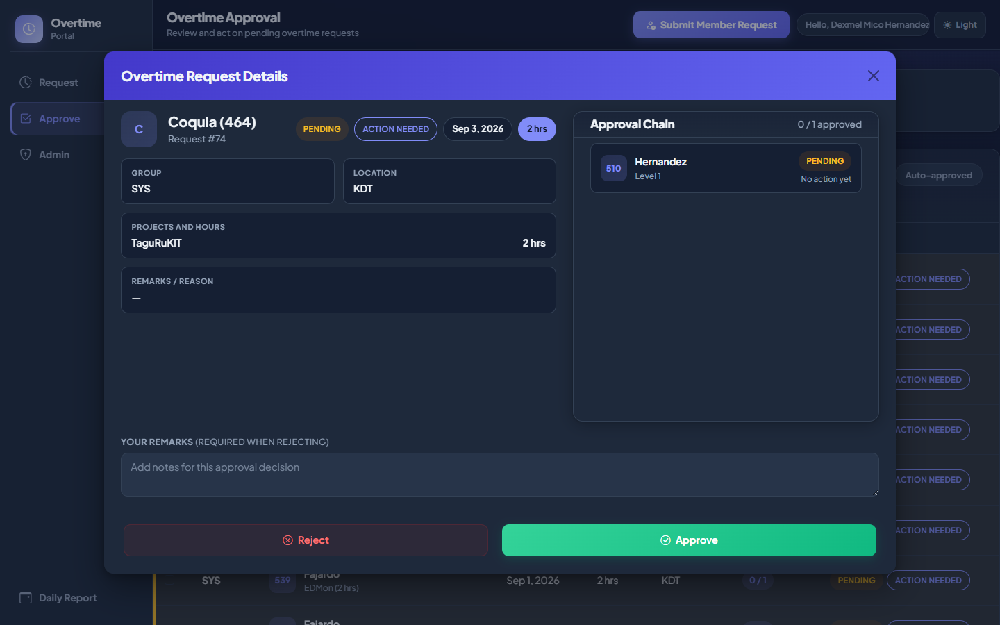 Overtime
Portal
Request
Approve
Admin
Daily Report
Overtime Approval
Review and act on pending overtime requests
Submit Member Request
Hello, Dexmel Mico Hernandez
Light
Overtime Request Details
C
Coquia (464)
Request #74
PENDING
ACTION NEEDED
Sep 3, 2026
2 hrs
GROUP
SYS
LOCATION
KDT
PROJECTS AND HOURS
TaguRuKIT
2 hrs
REMARKS / REASON
—
Approval Chain
0 / 1 approved
510
Hernandez
Level 1
PENDING
No action yet
YOUR REMARKS (REQUIRED WHEN REJECTING)
Add notes for this approval decision
Reject
Approve
Auto-approved
ACTION NEEDED
ACTION NEEDED
ACTION NEEDED
ACTION NEEDED
ACTION NEEDED
ACTION NEEDED
SYS
539
Fajardo
EDMon (2 hrs)
Sep 1, 2026
2 hrs
KDT
0 / 1
PENDING
ACTION NEEDED
Fajardo